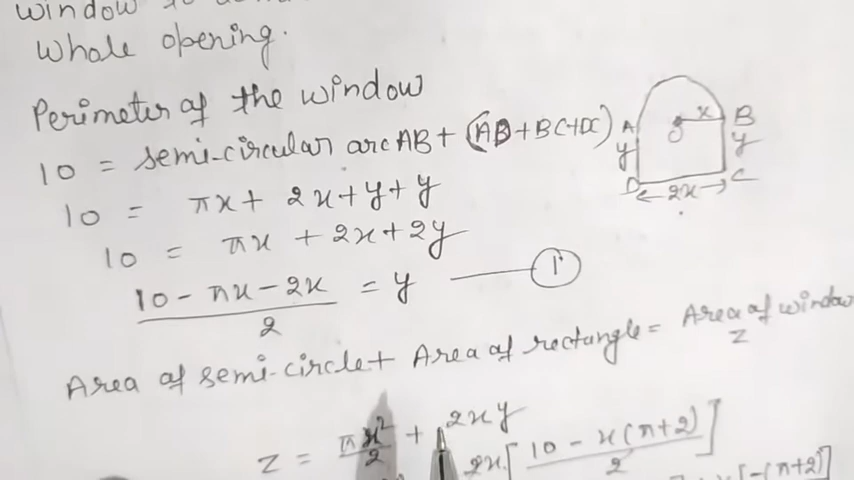 window to
Whole opening.
Perimeter of the window
10 = semi-circular arc AB + (AD + BC + DC)
10 = πx + 2x + y + y
10 = πx + 2x + 2y
10 - πx - 2x / 2 = y —— 1
A B
x
O
y y
D C
2x
Area of semi-circle + Area of rectangle = Area of window
z
z = πx²/2 + 2xy
2x [ 10 - x(π+2) / 2 ]
[-(π+2)]